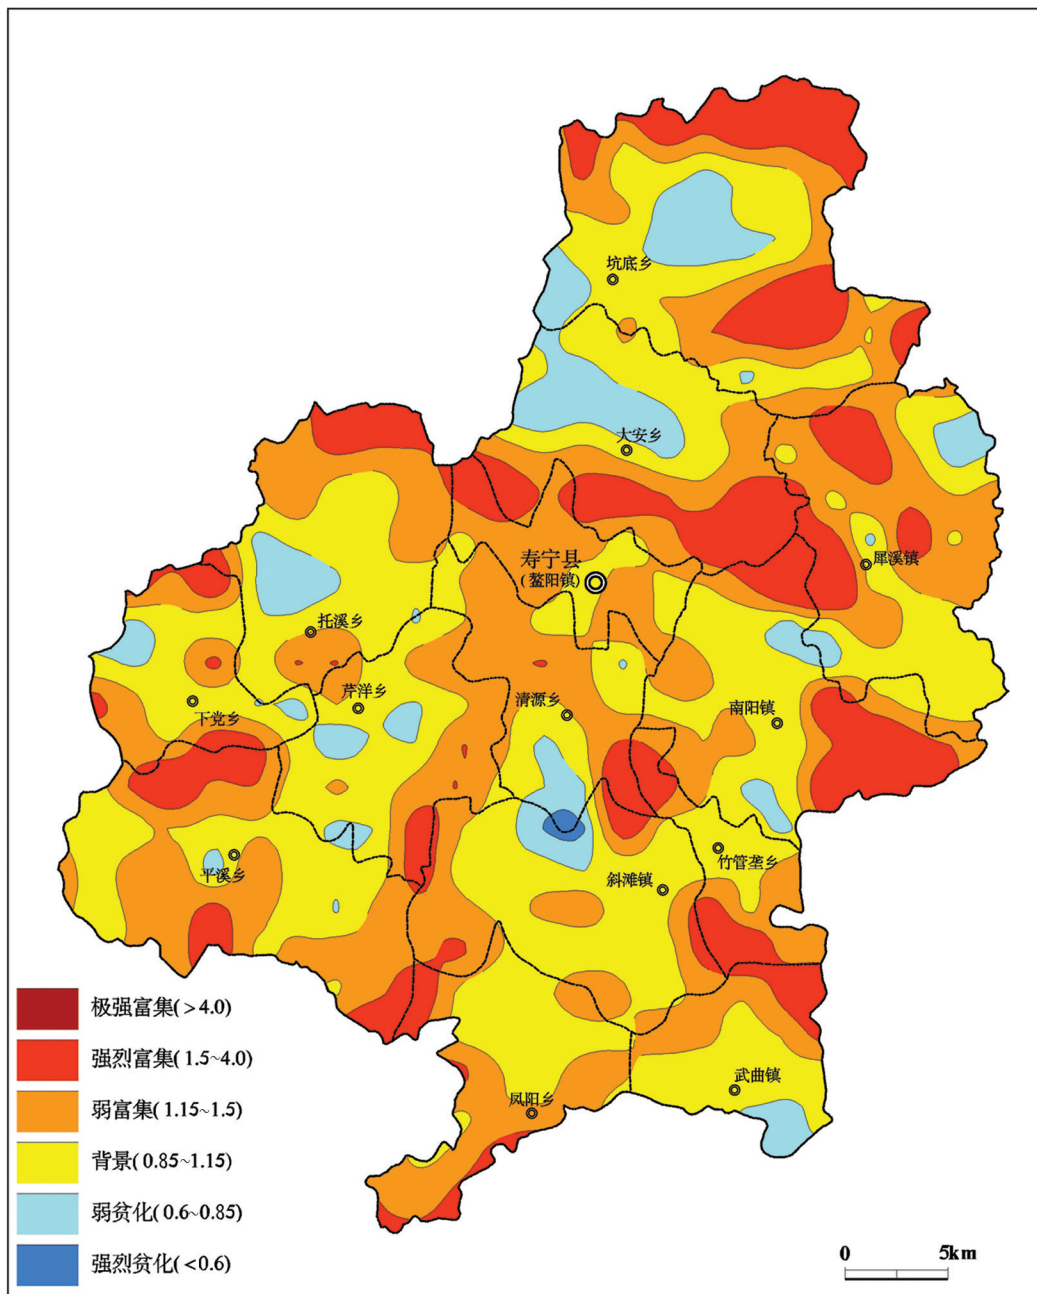 坑底乡
大安乡
寿宁县
(鳌阳镇)
犀溪镇
托溪乡
芹洋乡
下党乡
清源乡
南阳镇
平溪乡
竹管垄乡
斜滩镇
武曲镇
凤阳乡
极强富集(>4.0)
强烈富集(1.5~4.0)
弱富集(1.15~1.5)
背景(0.85~1.15)
弱贫化(0.6~0.85)
强烈贫化(<0.6)
0 5km